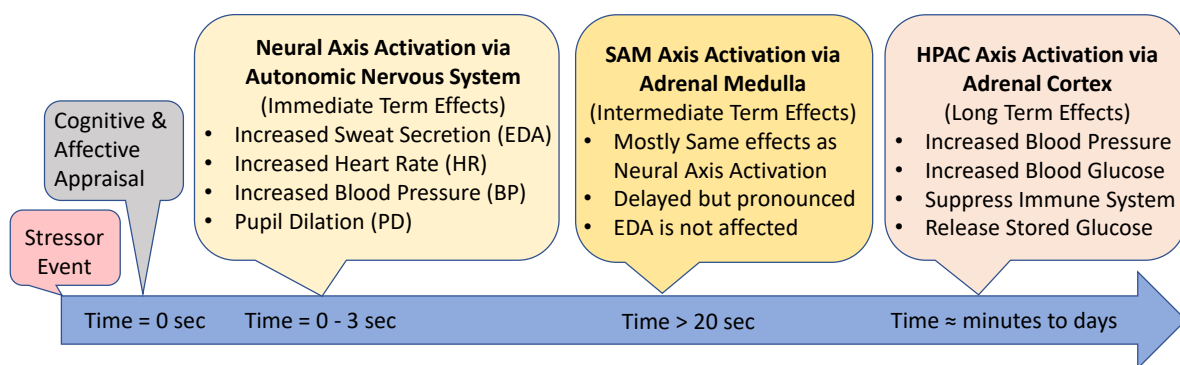 Stressor
Event
Cognitive &
Affective
Appraisal
Neural Axis Activation via
Autonomic Nervous System
(Immediate Term Effects)
• Increased Sweat Secretion (EDA)
• Increased Heart Rate (HR)
• Increased Blood Pressure (BP)
• Pupil Dilation (PD)
SAM Axis Activation via
Adrenal Medulla
(Intermediate Term Effects)
• Mostly Same effects as
Neural Axis Activation
• Delayed but pronounced
• EDA is not affected
HPAC Axis Activation via
Adrenal Cortex
(Long Term Effects)
• Increased Blood Pressure
• Increased Blood Glucose
• Suppress Immune System
• Release Stored Glucose
Time = 0 sec
Time = 0 - 3 sec
Time > 20 sec
Time ≈ minutes to days